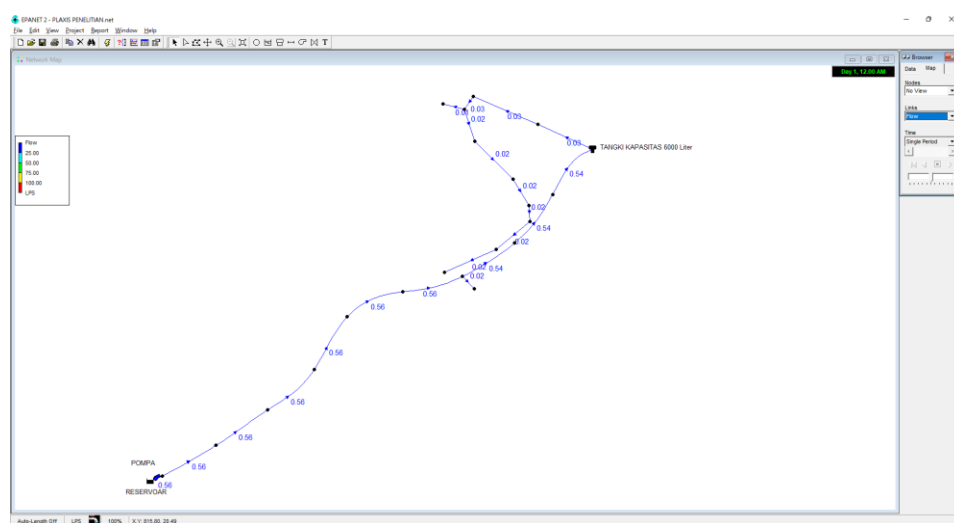 EPANET 2 - PLAXIS PENELITIAN.net
File Edit View Project Report Window Help
Network Map
Day 1, 12:00 AM
Browser
Data Map
Nodes
No View
Links
Flow
Time
Single Period
Flow
25.00
50.00
75.00
100.00
LPS
0.03
0.03
0.03
0.02
0.03
TANGKI KAPASITAS 6000 Liter
0.02
0.54
0.02
0.02
0.54
0.02
0.02
0.54
0.02
0.56
0.56
0.56
0.56
0.56
POMPA
0.56
RESERVOAR
0.56
Auto-Length Off LPS 100% X,Y: 815.80, 28.49